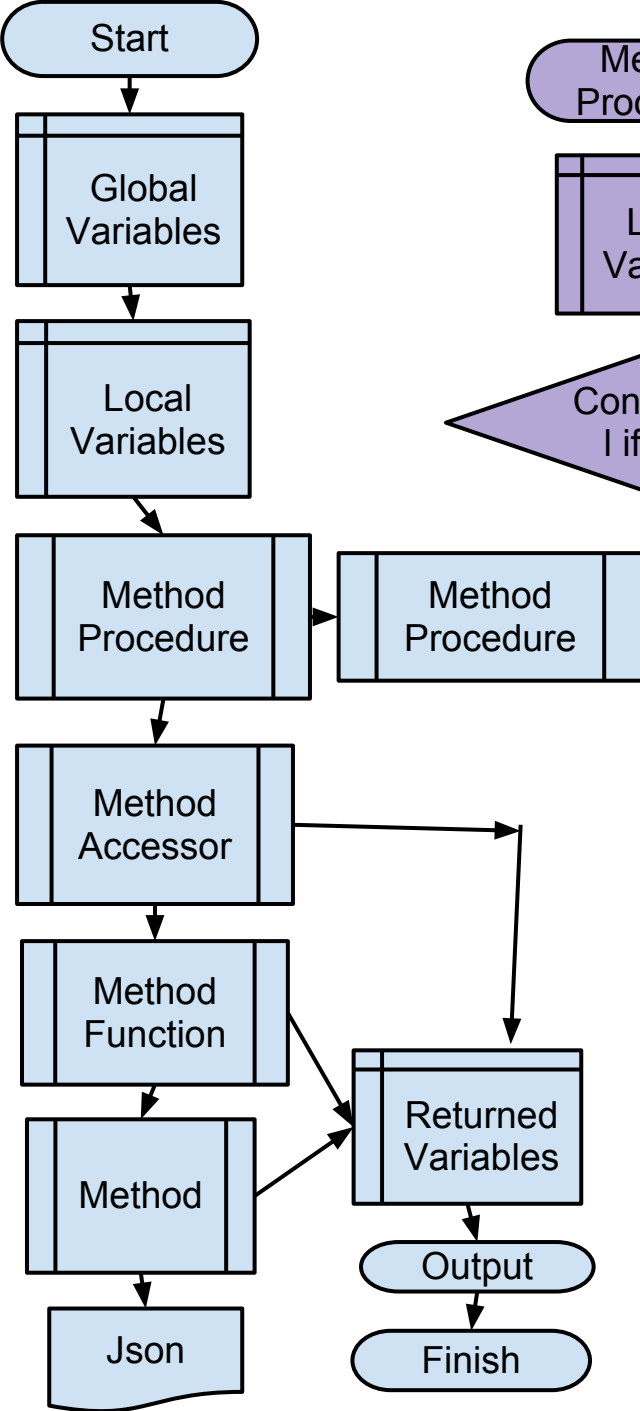 Start
Global
Variables
Local
Variables
Method
Procedure
Method
Procedure
Method
Accessor
Method
Function
Method
Json
Returned
Variables
Output
Finish
l if